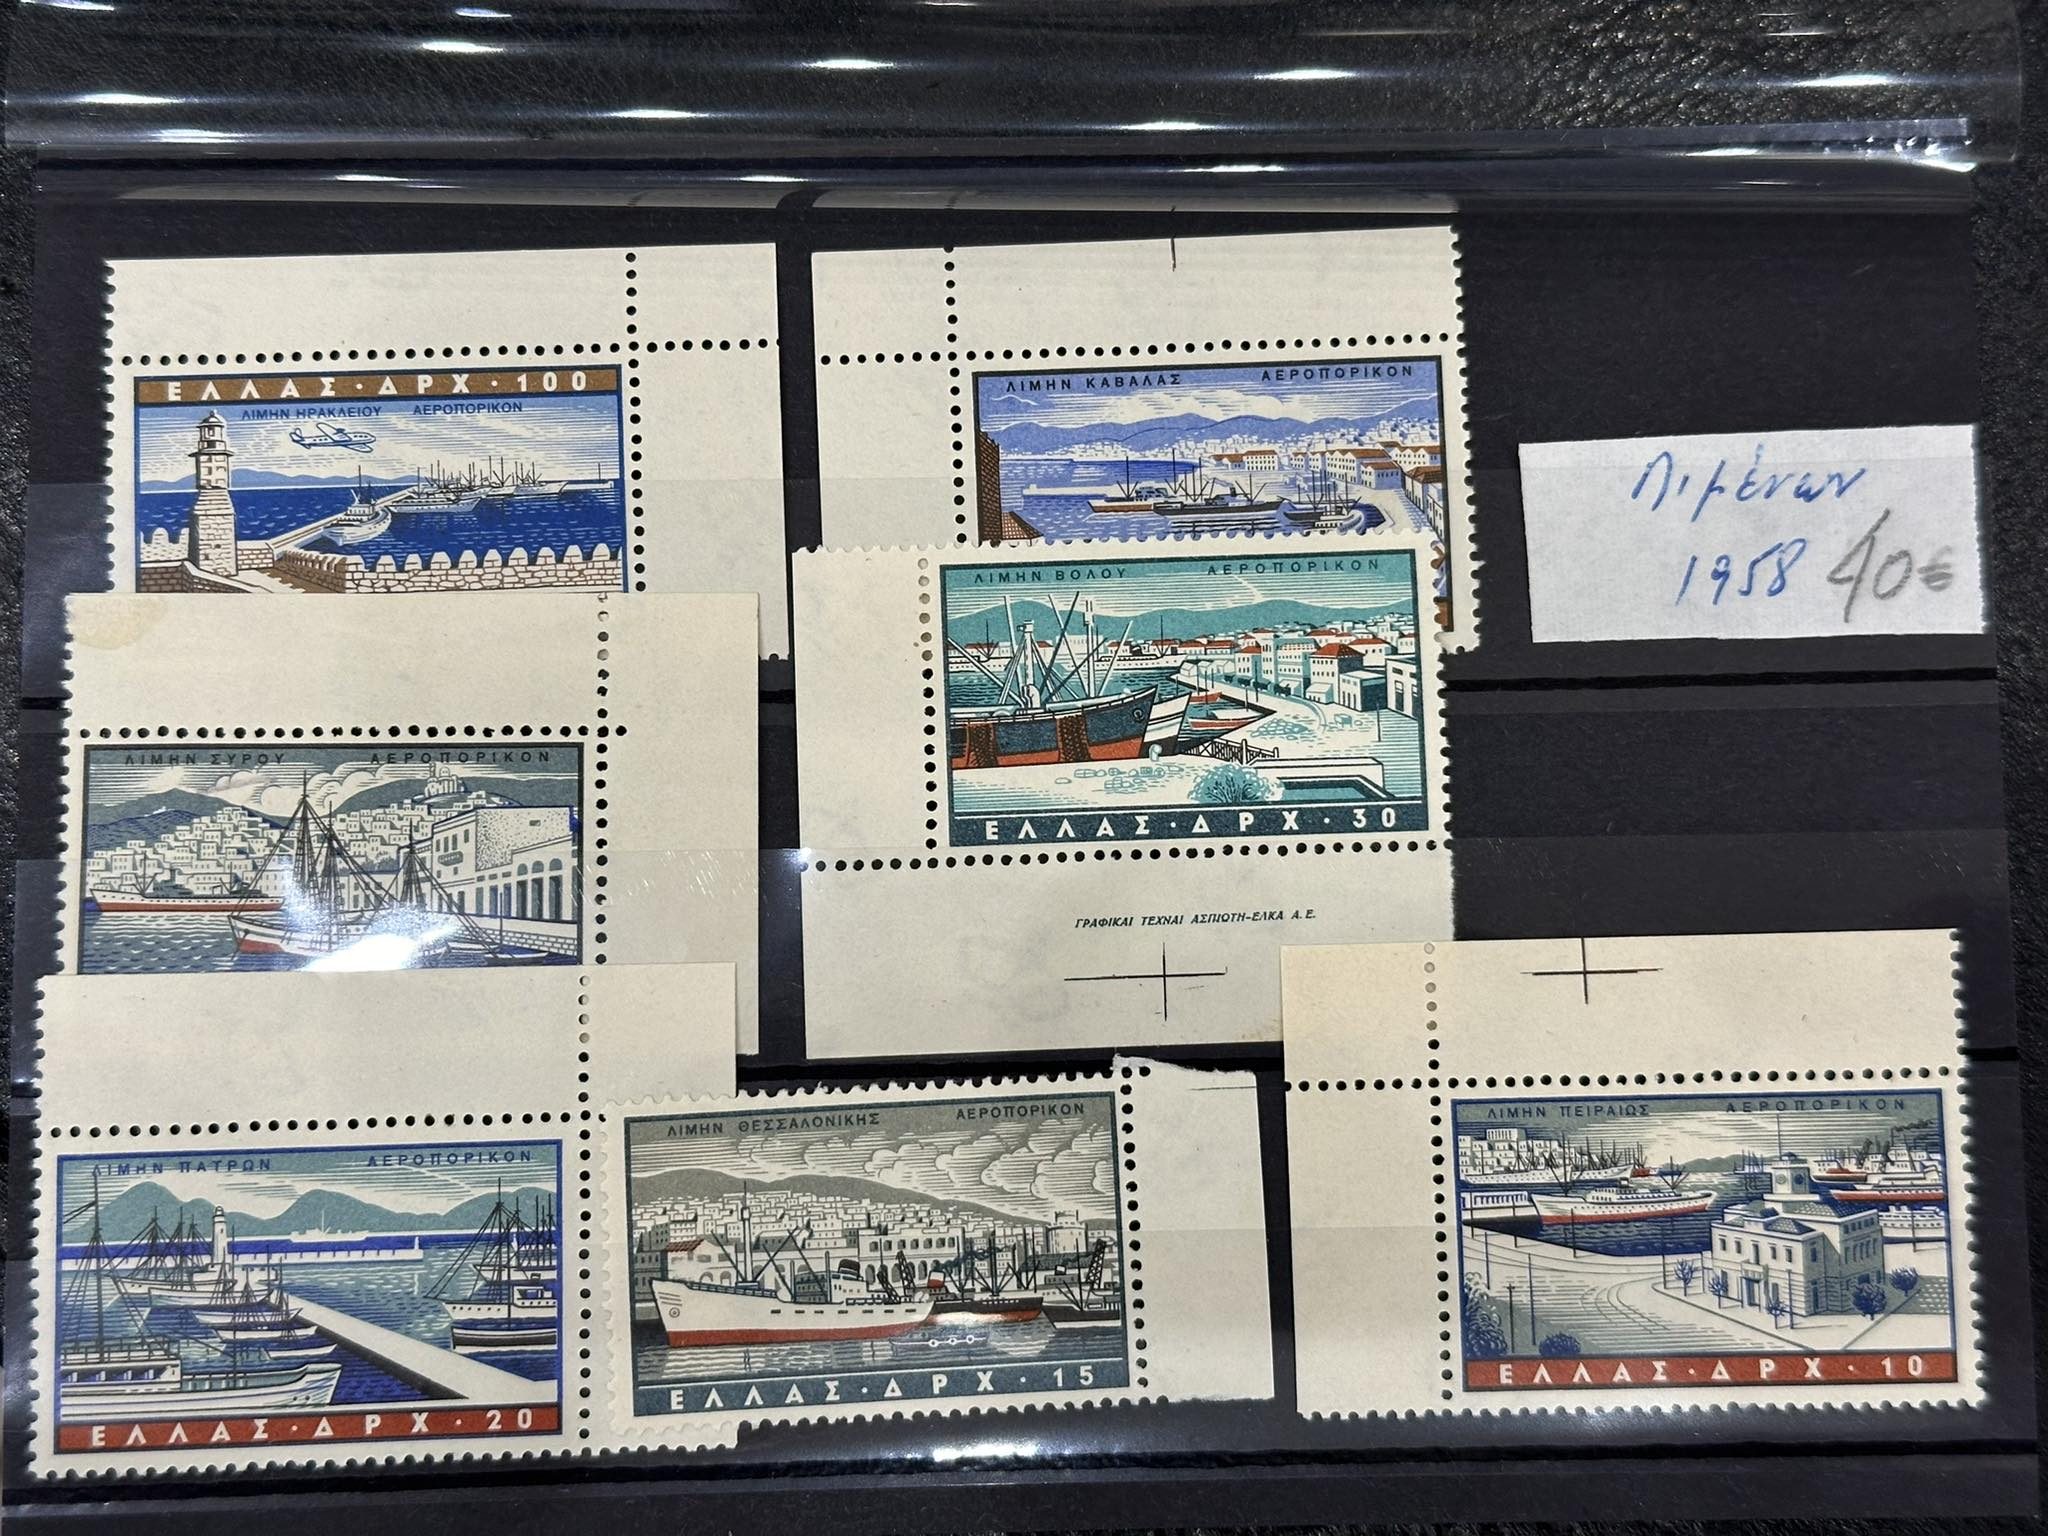 ΕΛΛΑΣ · ΔΡΧ · 100
ΛΙΜΗΝ ΗΡΑΚΛΕΙΟΥ ΑΕΡΟΠΟΡΙΚΟΝ
ΛΙΜΗΝ ΚΑΒΑΛΑΣ ΑΕΡΟΠΟΡΙΚΟΝ
Λιμένων
1958 40€
ΛΙΜΗΝ ΣΥΡΟΥ ΑΕΡΟΠΟΡΙΚΟΝ
ΛΙΜΗΝ ΒΟΛΟΥ ΑΕΡΟΠΟΡΙΚΟΝ
ΕΛΛΑΣ · ΔΡΧ · 30
ΓΡΑΦΙΚΑΙ ΤΕΧΝΑΙ ΑΣΠΙΩΤΗ-ΕΛΚΑ Α.Ε.
ΛΙΜΗΝ ΠΑΤΡΩΝ ΑΕΡΟΠΟΡΙΚΟΝ
ΕΛΛΑΣ · ΔΡΧ · 20
ΛΙΜΗΝ ΘΕΣΣΑΛΟΝΙΚΗΣ ΑΕΡΟΠΟΡΙΚΟΝ
ΕΛΛΑΣ · ΔΡΧ · 15
ΛΙΜΗΝ ΠΕΙΡΑΙΩΣ ΑΕΡΟΠΟΡΙΚΟΝ
ΕΛΛΑΣ · ΔΡΧ · 10